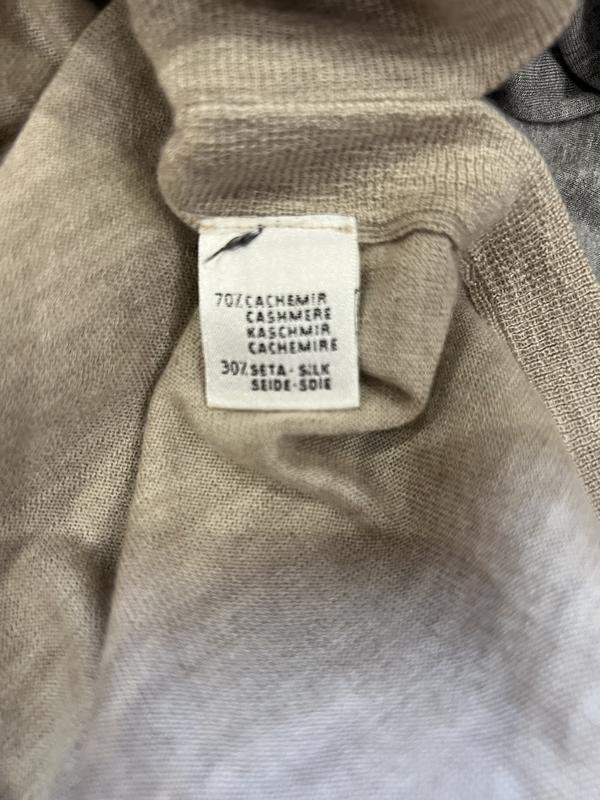 70% CACHEMIR
CASHMERE
KASCHMIR
CACHEMIRE
30% SETA - SILK
SEIDE - SOIE